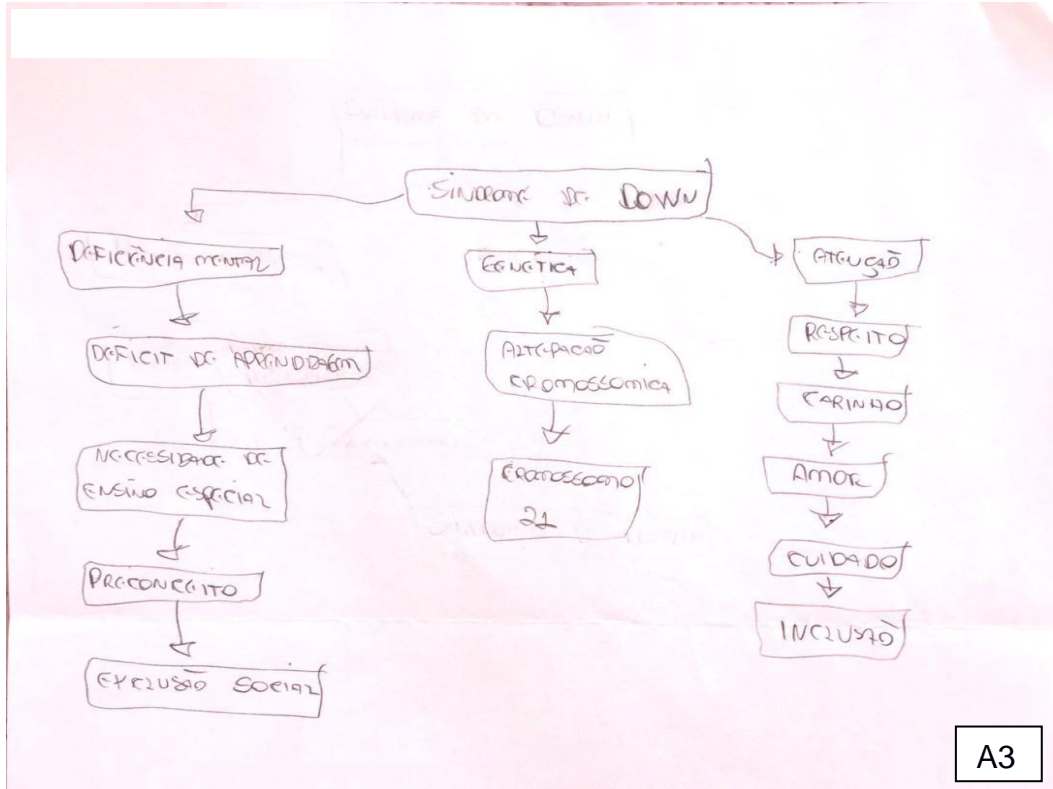 SÍNDROME DE DOWN
DEFICIÊNCIA MENTAL
GENÉTICA
ATENÇÃO
DEFICIT DE APRENDIZAGEM
ALTERAÇÃO
CROMOSSOMICA
RESPEITO
CARINHO
NECESSIDADE DE
ENSINO ESPECIAL
CROMOSSOMO
21
AMOR
PRECONCEITO
CUIDADO
EXCLUSÃO SOCIAL
INCLUSÃO
A3